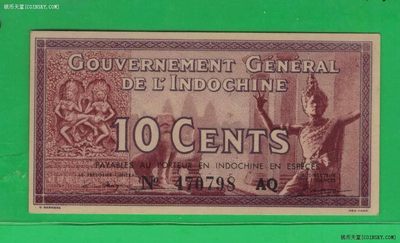 钱币天堂(COINSKY.COM)
GOUVERNEMENT GÉNÉRAL
DE L'INDOCHINE
10 CENTS
PAYABLES AU PORTEUR EN INDOCHINE EN ESPÈCES
Nº 470798 AQ
钱币天堂(COINSKY.COM)